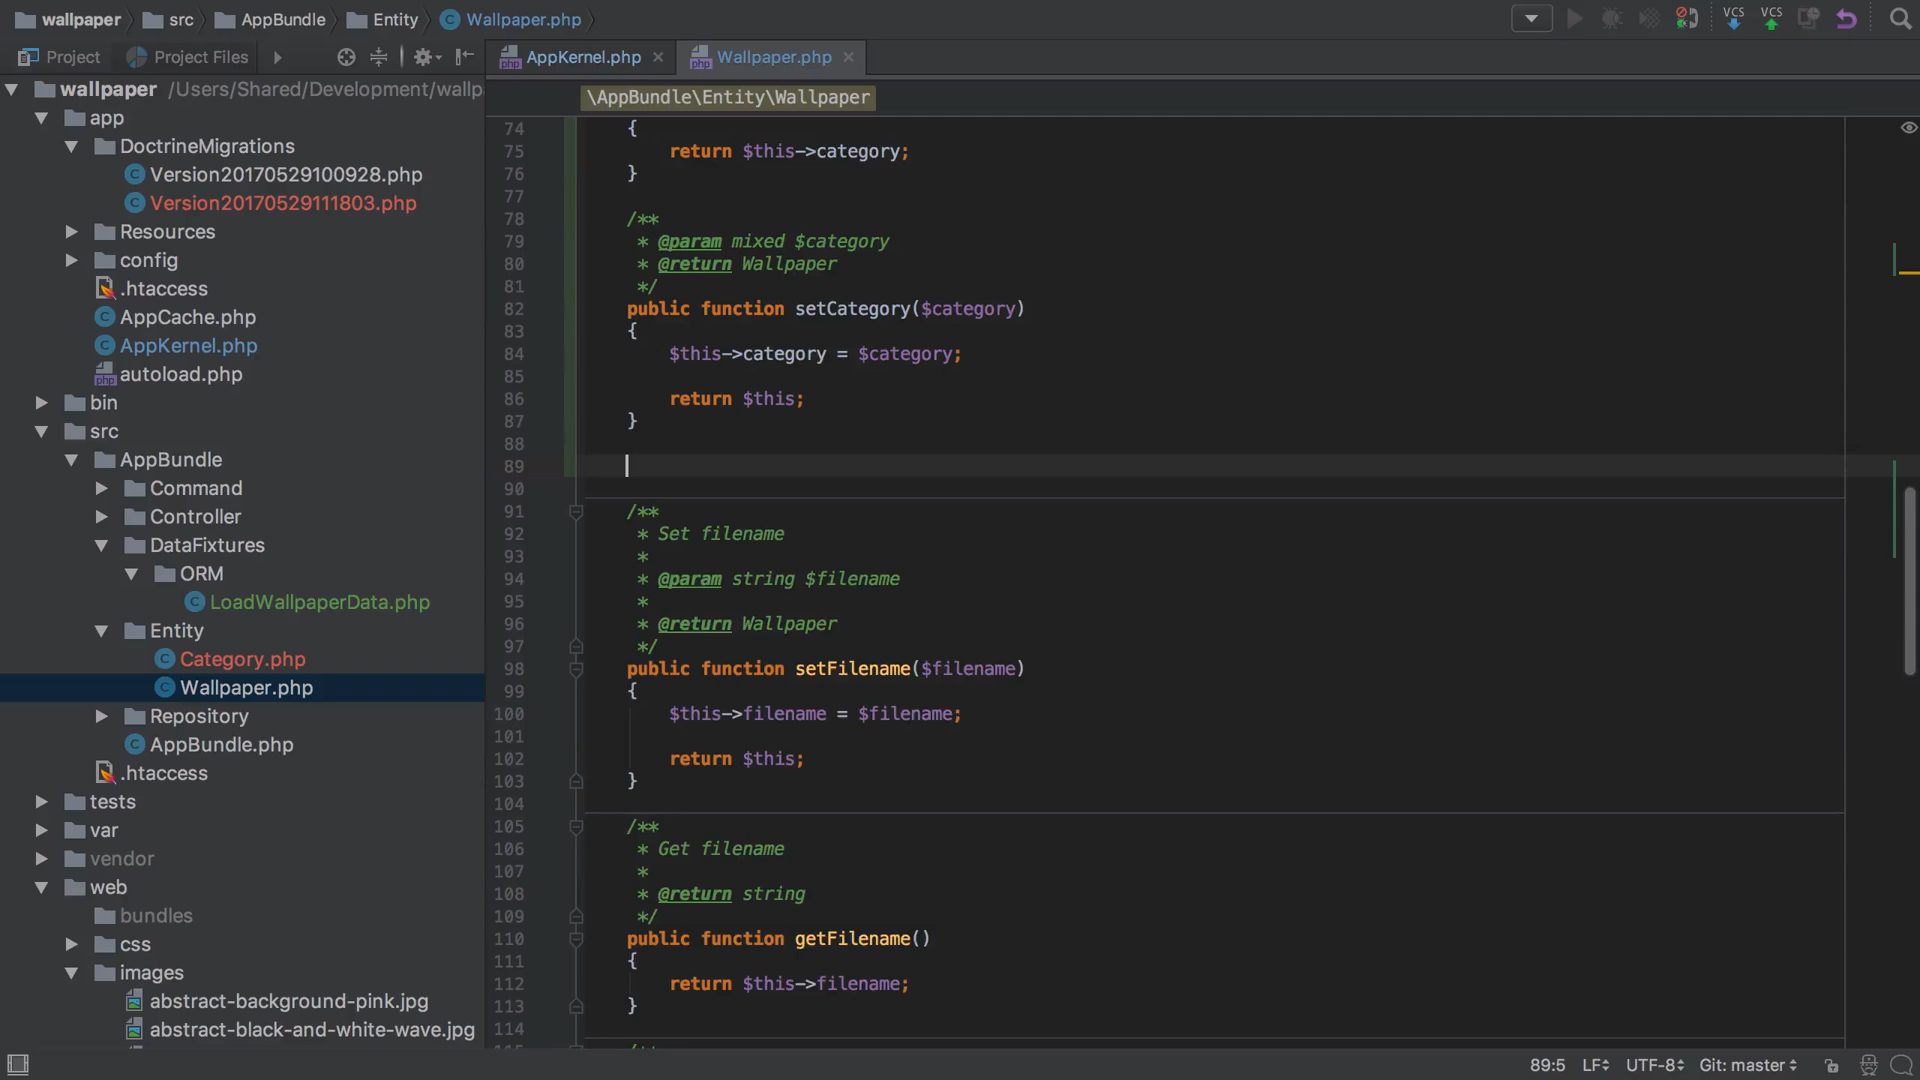 wallpaper src AppBundle Entity Wallpaper.php
VCS VCS
Project Project Files
AppKernel.php Wallpaper.php
\AppBundle\Entity\Wallpaper
wallpaper /Users/Shared/Development/wallp
app
DoctrineMigrations
Version20170529100928.php
Version20170529111803.php
Resources
config
.htaccess
AppCache.php
AppKernel.php
autoload.php
bin
src
AppBundle
Command
Controller
DataFixtures
ORM
LoadWallpaperData.php
Entity
Category.php
Wallpaper.php
Repository
AppBundle.php
.htaccess
tests
var
vendor
web
bundles
css
images
abstract-background-pink.jpg
abstract-black-and-white-wave.jpg
74 {
75 return $this->category;
76 }
77
78 /**
79 * @param mixed $category
80 * @return Wallpaper
81 */
82 public function setCategory($category)
83 {
84 $this->category = $category;
85
86 return $this;
87 }
88
89
90
91 /**
92 * Set filename
93 *
94 * @param string $filename
95 *
96 * @return Wallpaper
97 */
98 public function setFilename($filename)
99 {
100 $this->filename = $filename;
101
102 return $this;
103 }
104
105 /**
106 * Get filename
107 *
108 * @return string
109 */
110 public function getFilename()
111 {
112 return $this->filename;
113 }
114
89:5 LF UTF-8 Git: master